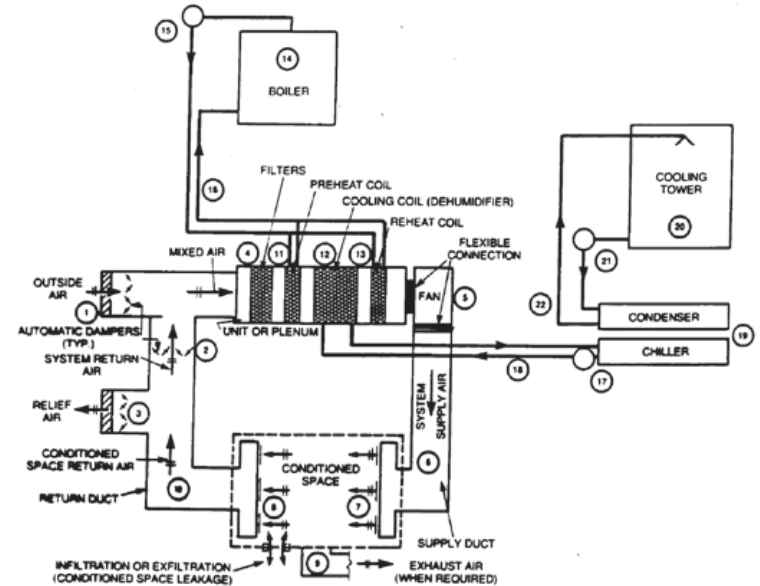 15
14
BOILER
16
FILTERS
PREHEAT COIL
COOLING COIL (DEHUMIDIFIER)
REHEAT COIL
FLEXIBLE
CONNECTION
COOLING
TOWER
20
21
22
CONDENSER
CHILLER
19
17
18
MIXED AIR
4
11
12
13
FAN
5
OUTSIDE
AIR
1
UNIT OR PLENUM
AUTOMATIC DAMPERS
(TYP.)
2
SYSTEM RETURN
AIR
RELIEF
AIR
3
SYSTEM
SUPPLY AIR
6
CONDITIONED
SPACE RETURN AIR
10
RETURN DUCT
CONDITIONED
SPACE
8
7
SUPPLY DUCT
INFILTRATION OR EXFILTRATION
(CONDITIONED SPACE LEAKAGE)
9
EXHAUST AIR
(WHEN REQUIRED)